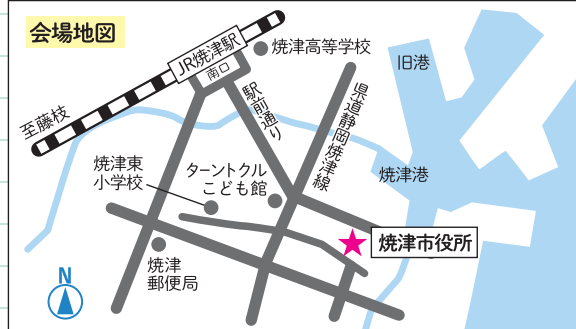 会場地図
JR焼津駅
南口
焼津高等学校
旧港
至藤枝
駅前通り
県道静岡焼津線
焼津東
小学校
ターントクル
こども館
焼津港
焼津市役所
焼津
郵便局
N